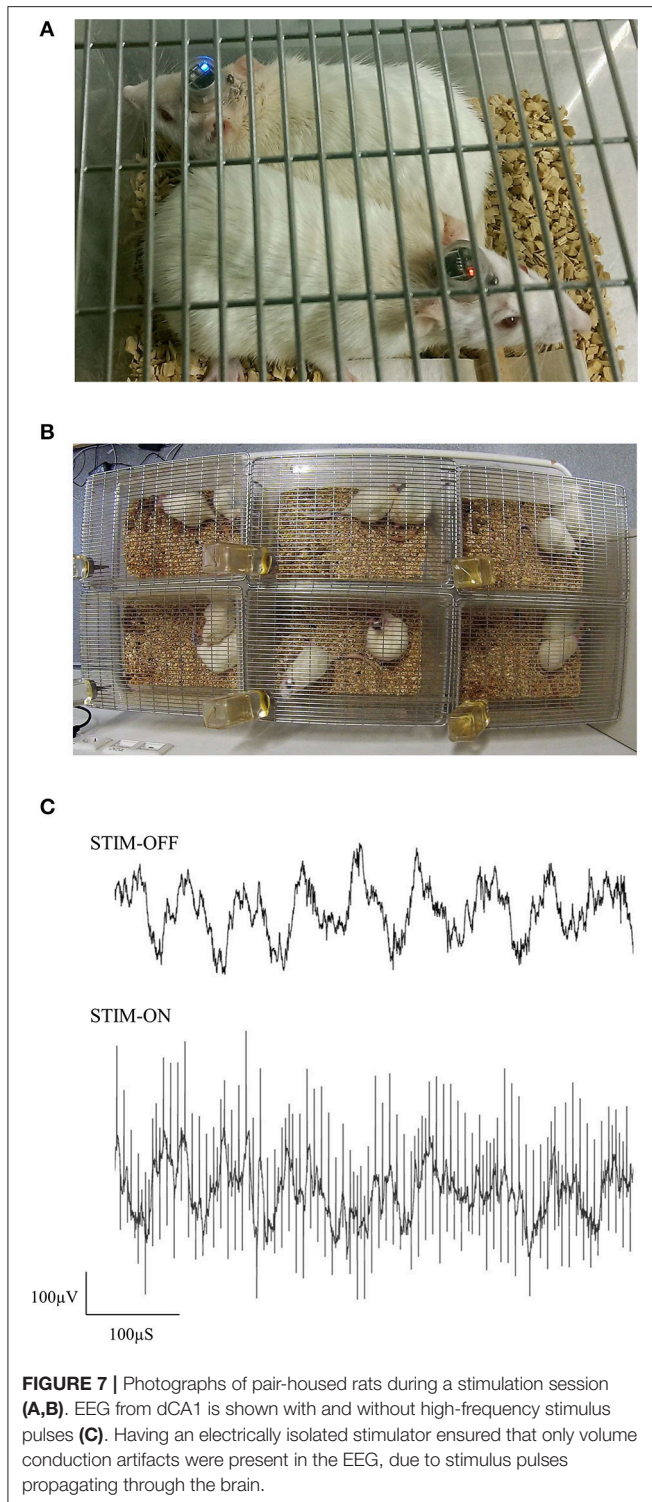 A
B
C
STIM-OFF
STIM-ON
100µV
100µS
FIGURE 7 | Photographs of pair-housed rats during a stimulation session
(A,B). EEG from dCA1 is shown with and without high-frequency stimulus
pulses (C). Having an electrically isolated stimulator ensured that only volume
conduction artifacts were present in the EEG, due to stimulus pulses
propagating through the brain.